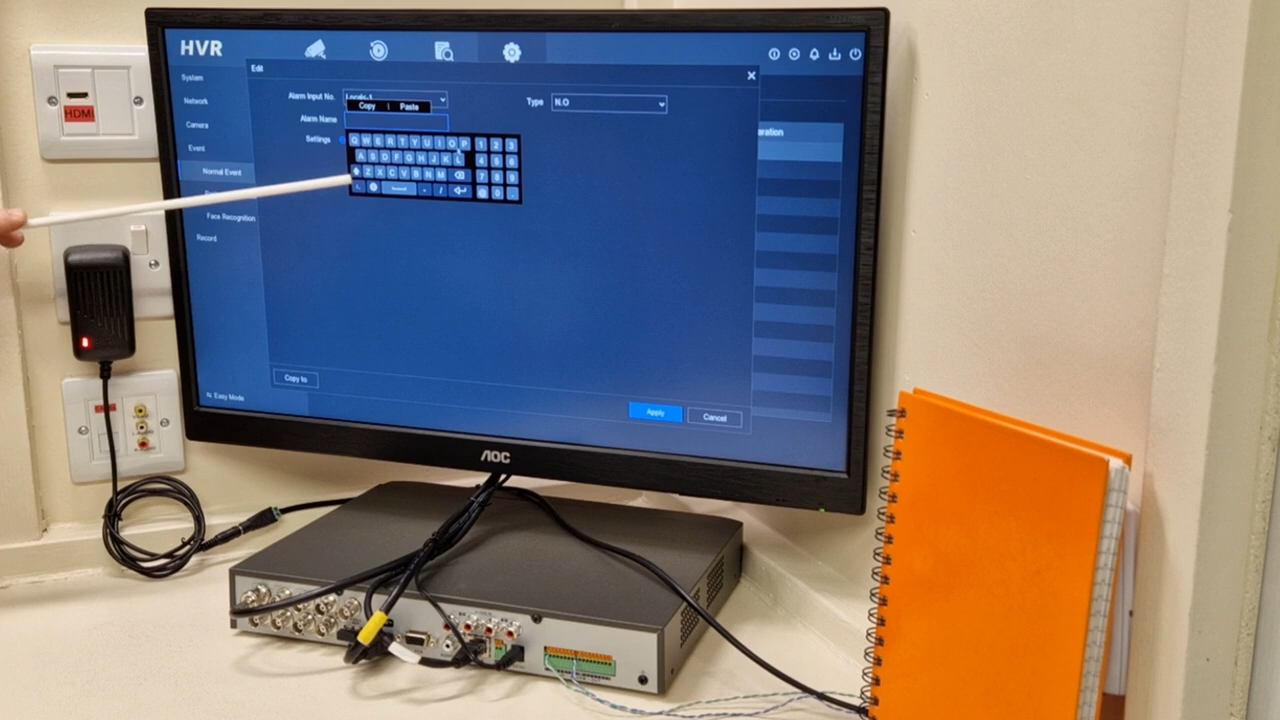 HVR
HDMI
System
Network
Camera
Event
Normal Event
Face Recognition
Record
N Easy Mode
Edit
Alarm Input No.
Copy | Paste
Alarm Name
Settings
Type N.O
Q W E R T Y U I O P 1 2 3
A S D F G H J K L 4 5 6
Z X C V B N M 7 8 9
. / @ 0 .
Copy to
Apply
Cancel
AOC